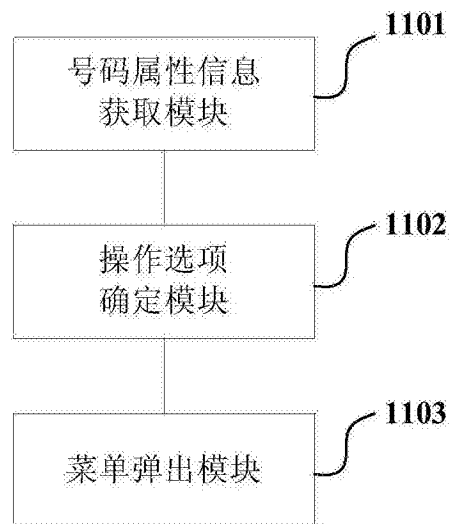 1101
号码属性信息
获取模块
1102
操作选项
确定模块
1103
菜单弹出模块